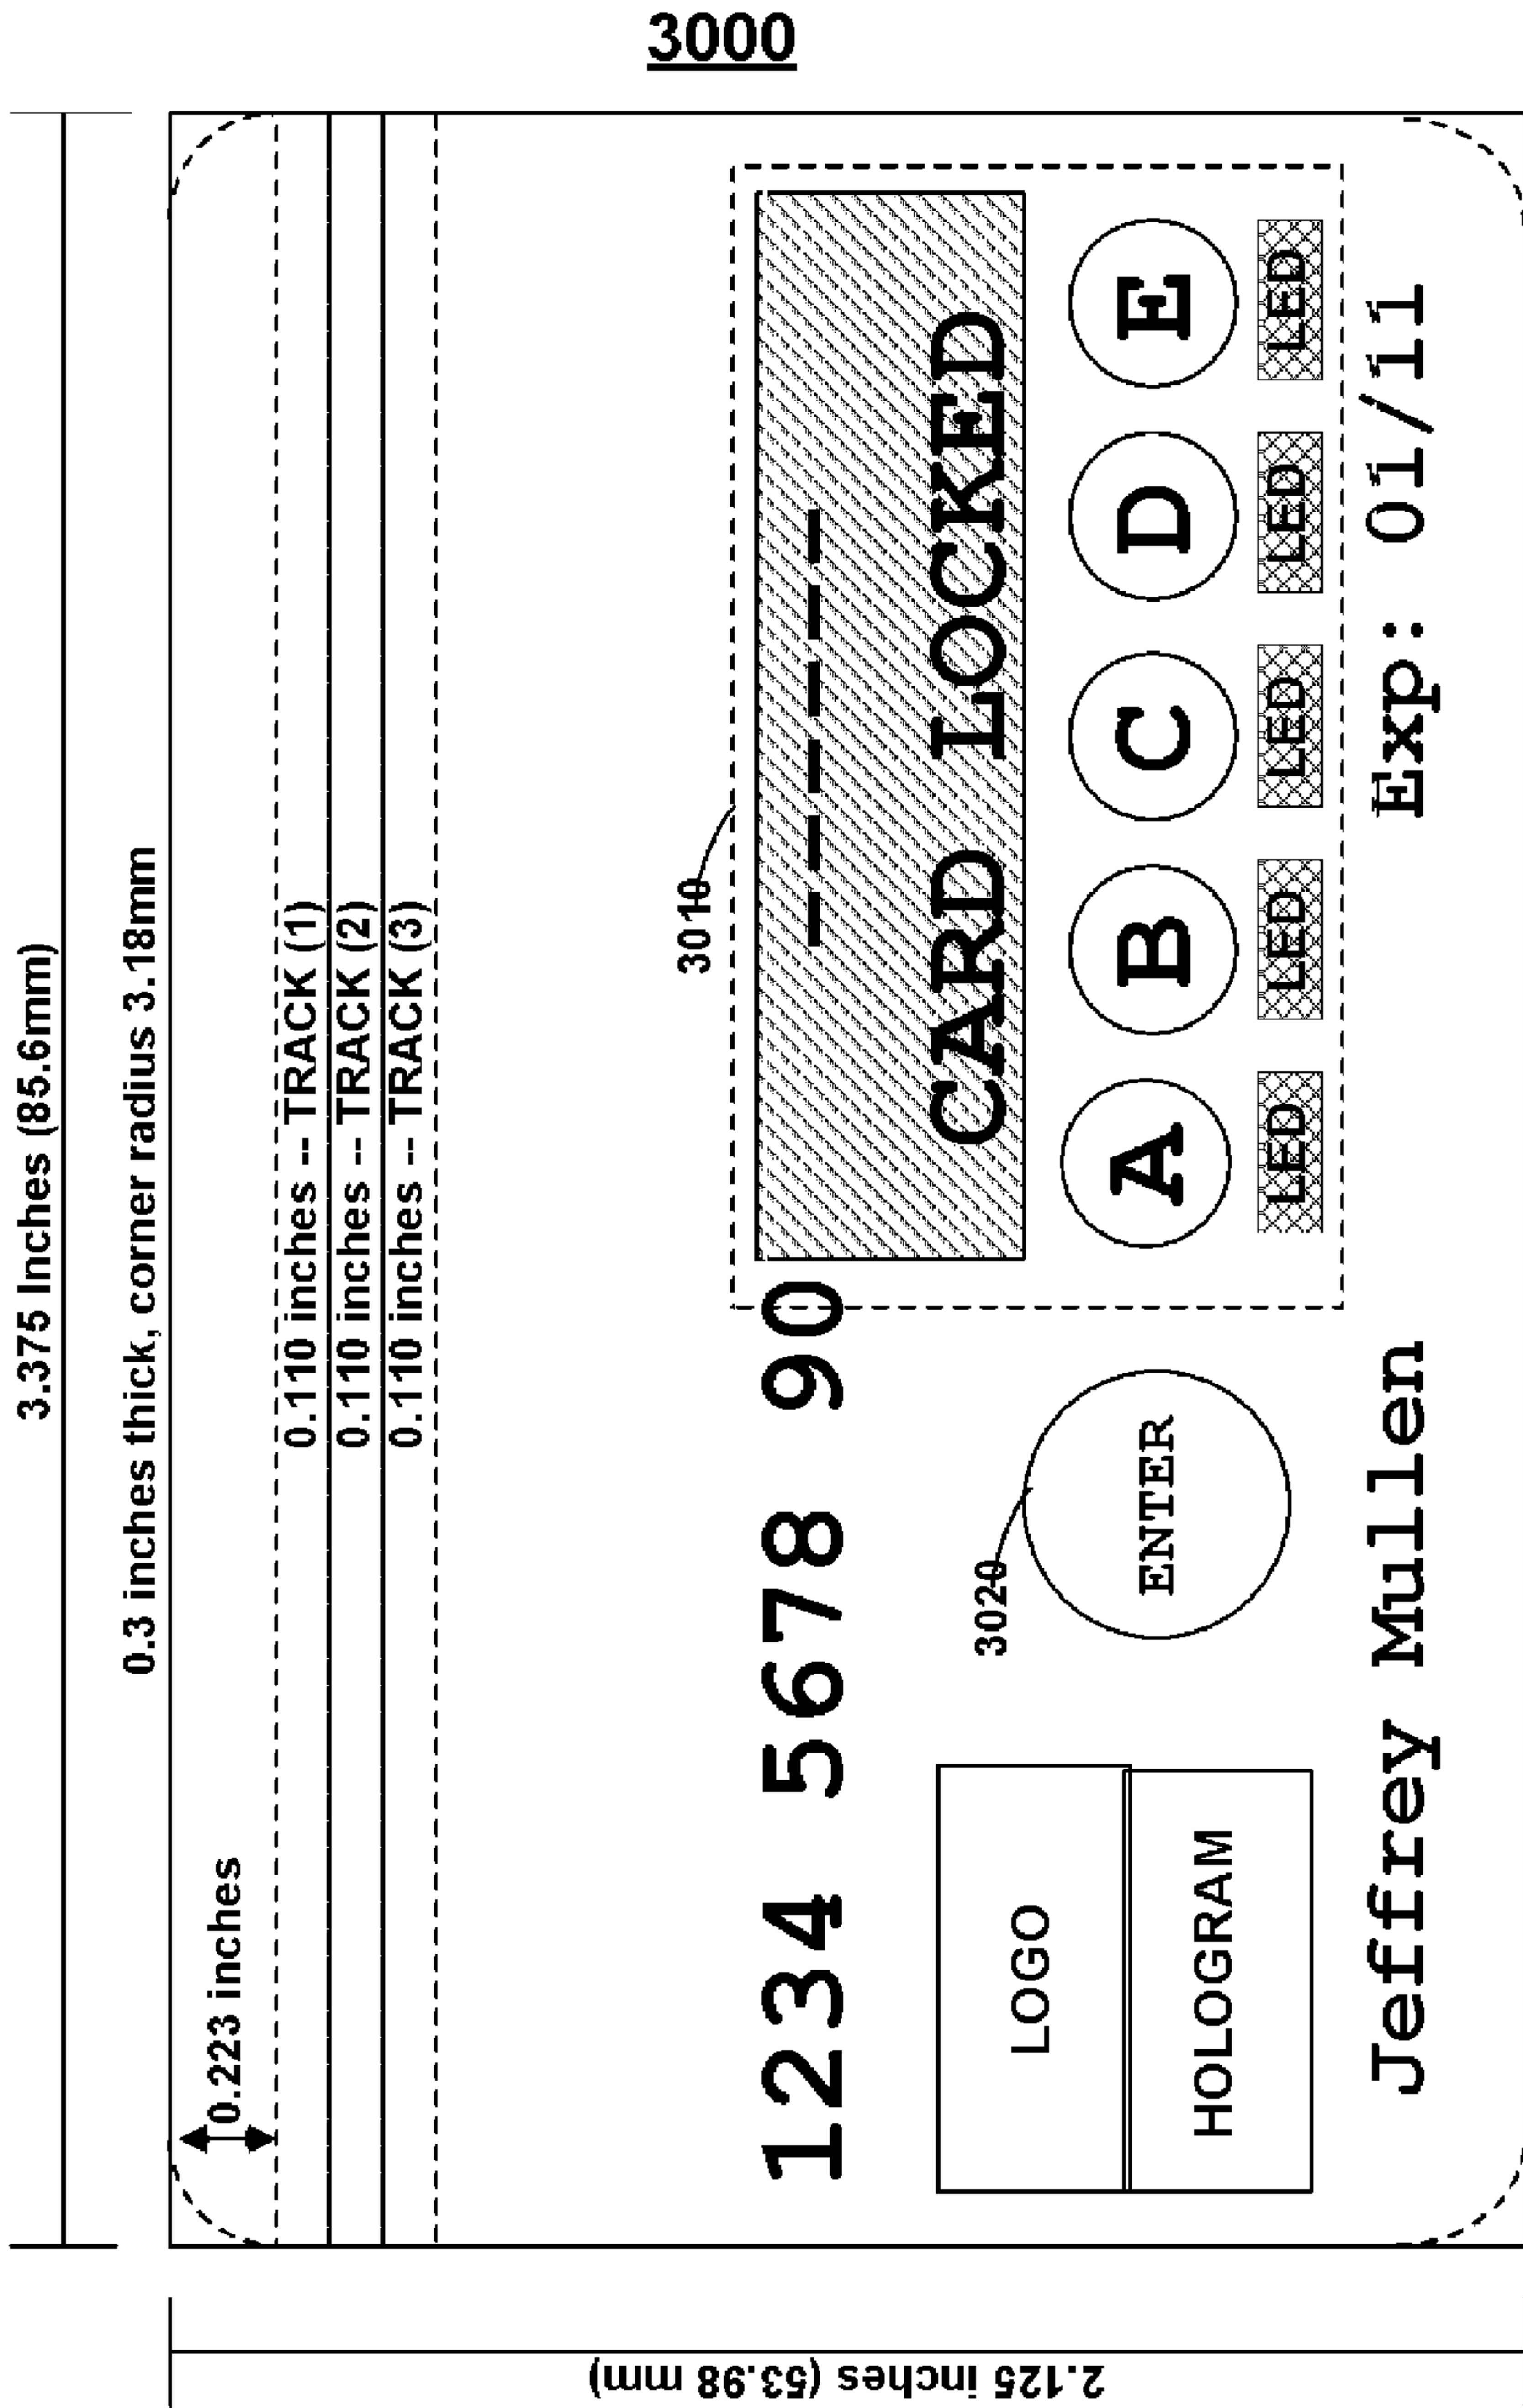 3000
3.375 Inches (85.6mm)
0.3 inches thick, corner radius 3.18mm
0.223 inches
0.110 inches -- TRACK (1)
0.110 inches -- TRACK (2)
0.110 inches -- TRACK (3)
2.125 inches (53.98 mm)
3010
1234 5678 90
CARD LOCKED
LOGO
HOLOGRAM
3020
ENTER
A B C D E
LED LED LED LED LED
Jeffrey Mullen Exp: 01/11